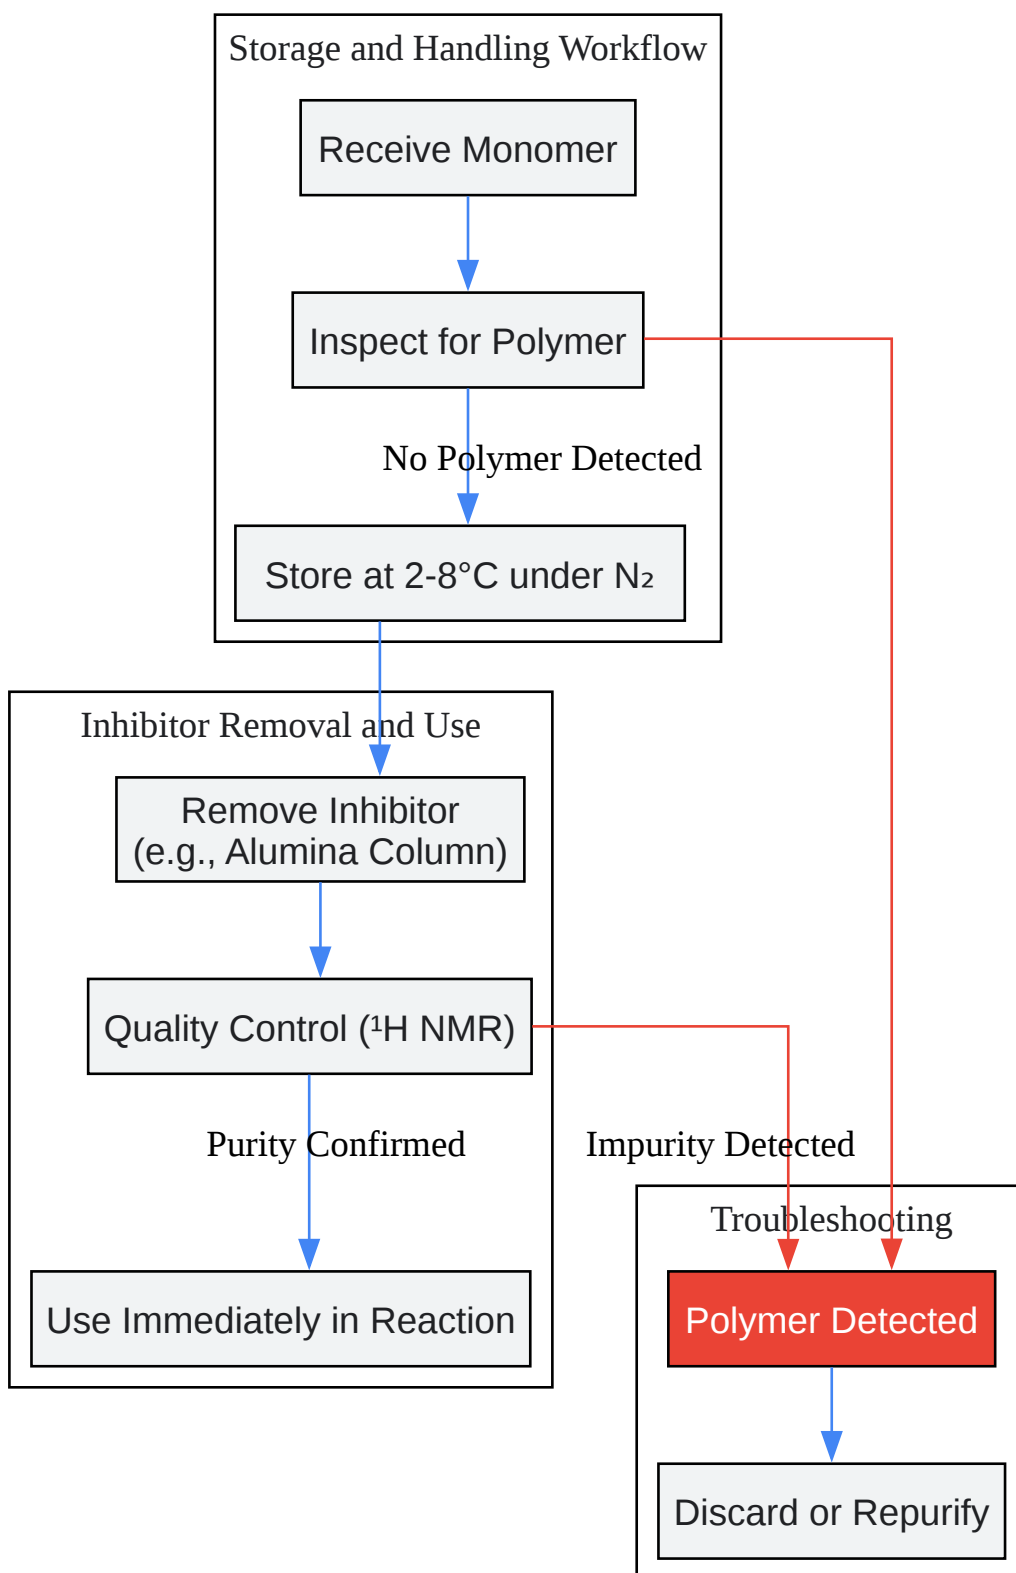 Storage and Handling Workflow
Receive Monomer
Inspect for Polymer
No Polymer Detected
Store at 2-8°C under N₂
Inhibitor Removal and Use
Remove Inhibitor
(e.g., Alumina Column)
Quality Control (¹H NMR)
Purity Confirmed
Impurity Detected
Troubleshooting
Use Immediately in Reaction
Polymer Detected
Discard or Repurify